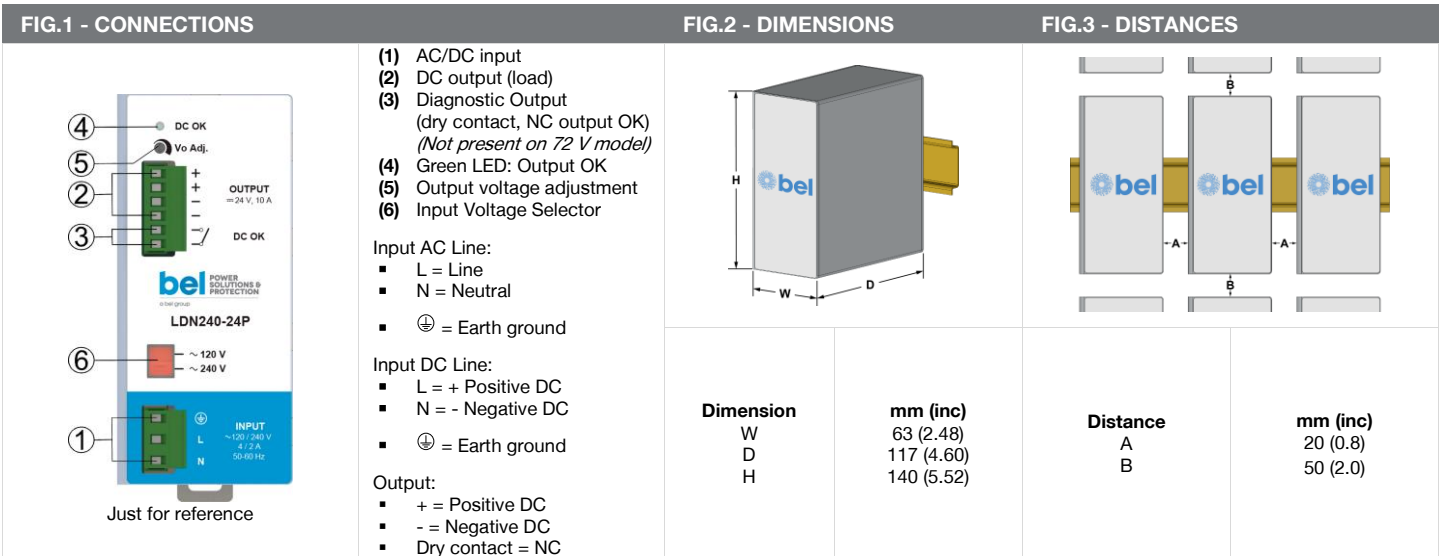 FIG.1 - CONNECTIONS
④
DC OK
⑤
Vo Adj.
②
+
+
−
−
OUTPUT
⎓ 24 V, 10 A
③
DC OK
bel POWER SOLUTIONS & PROTECTION
a bel group
LDN240-24P
⑥
~ 120 V
~ 240 V
①
L
N
INPUT
~120 / 240 V
4 / 2 A
50-60 Hz
Just for reference
(1) AC/DC input
(2) DC output (load)
(3) Diagnostic Output
(dry contact, NC output OK)
(Not present on 72 V model)
(4) Green LED: Output OK
(5) Output voltage adjustment
(6) Input Voltage Selector
Input AC Line:
▪ L = Line
▪ N = Neutral
▪ ⏚ = Earth ground
Input DC Line:
▪ L = + Positive DC
▪ N = - Negative DC
▪ ⏚ = Earth ground
Output:
▪ + = Positive DC
▪ - = Negative DC
▪ Dry contact = NC
FIG.2 - DIMENSIONS
H
bel
W
D
Dimension mm (inc)
W 63 (2.48)
D 117 (4.60)
H 140 (5.52)
FIG.3 - DISTANCES
B
bel bel bel
A A
B
Distance mm (inc)
A 20 (0.8)
B 50 (2.0)